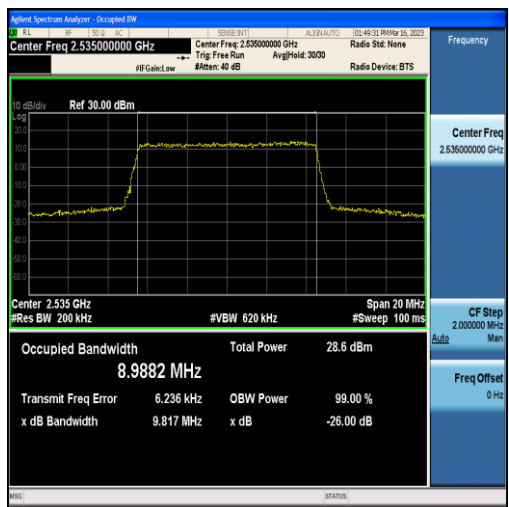 Agilent Spectrum Analyzer - Occupied BW
RL RF 50 Ω AC SENSE:INT ALIGN AUTO 01:49:31 PM Mar 16, 2023
Center Freq 2.535000000 GHz
Center Freq: 2.535000000 GHz
Radio Std: None
Trig: Free Run Avg|Hold: 30/30
#IFGain:Low #Atten: 40 dB Radio Device: BTS
Frequency
10 dB/div Ref 30.00 dBm
Log
20.0
10.0
0.00
-10.0
-20.0
-30.0
-40.0
-50.0
-60.0
Center Freq
2.535000000 GHz
Center 2.535 GHz Span 20 MHz
#Res BW 200 kHz #VBW 620 kHz #Sweep 100 ms
CF Step
2.000000 MHz
Auto Man
Occupied Bandwidth Total Power 28.6 dBm
8.9882 MHz
Transmit Freq Error 6.236 kHz OBW Power 99.00 %
x dB Bandwidth 9.817 MHz x dB -26.00 dB
Freq Offset
0 Hz
MSG STATUS